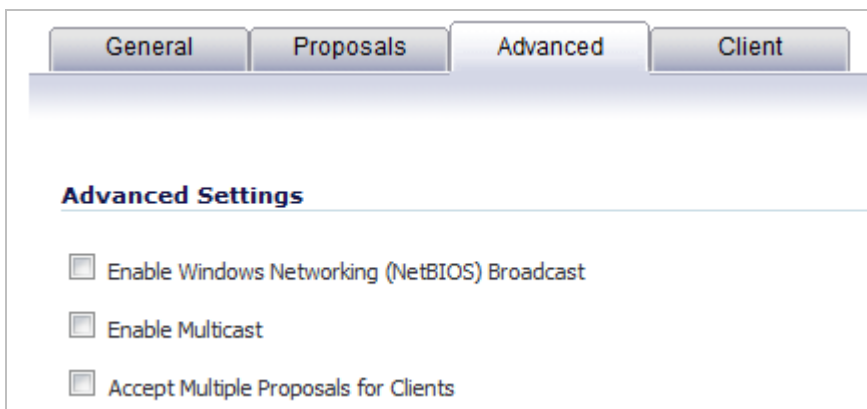 General Proposals Advanced Client
Advanced Settings
Enable Windows Networking (NetBIOS) Broadcast
Enable Multicast
Accept Multiple Proposals for Clients